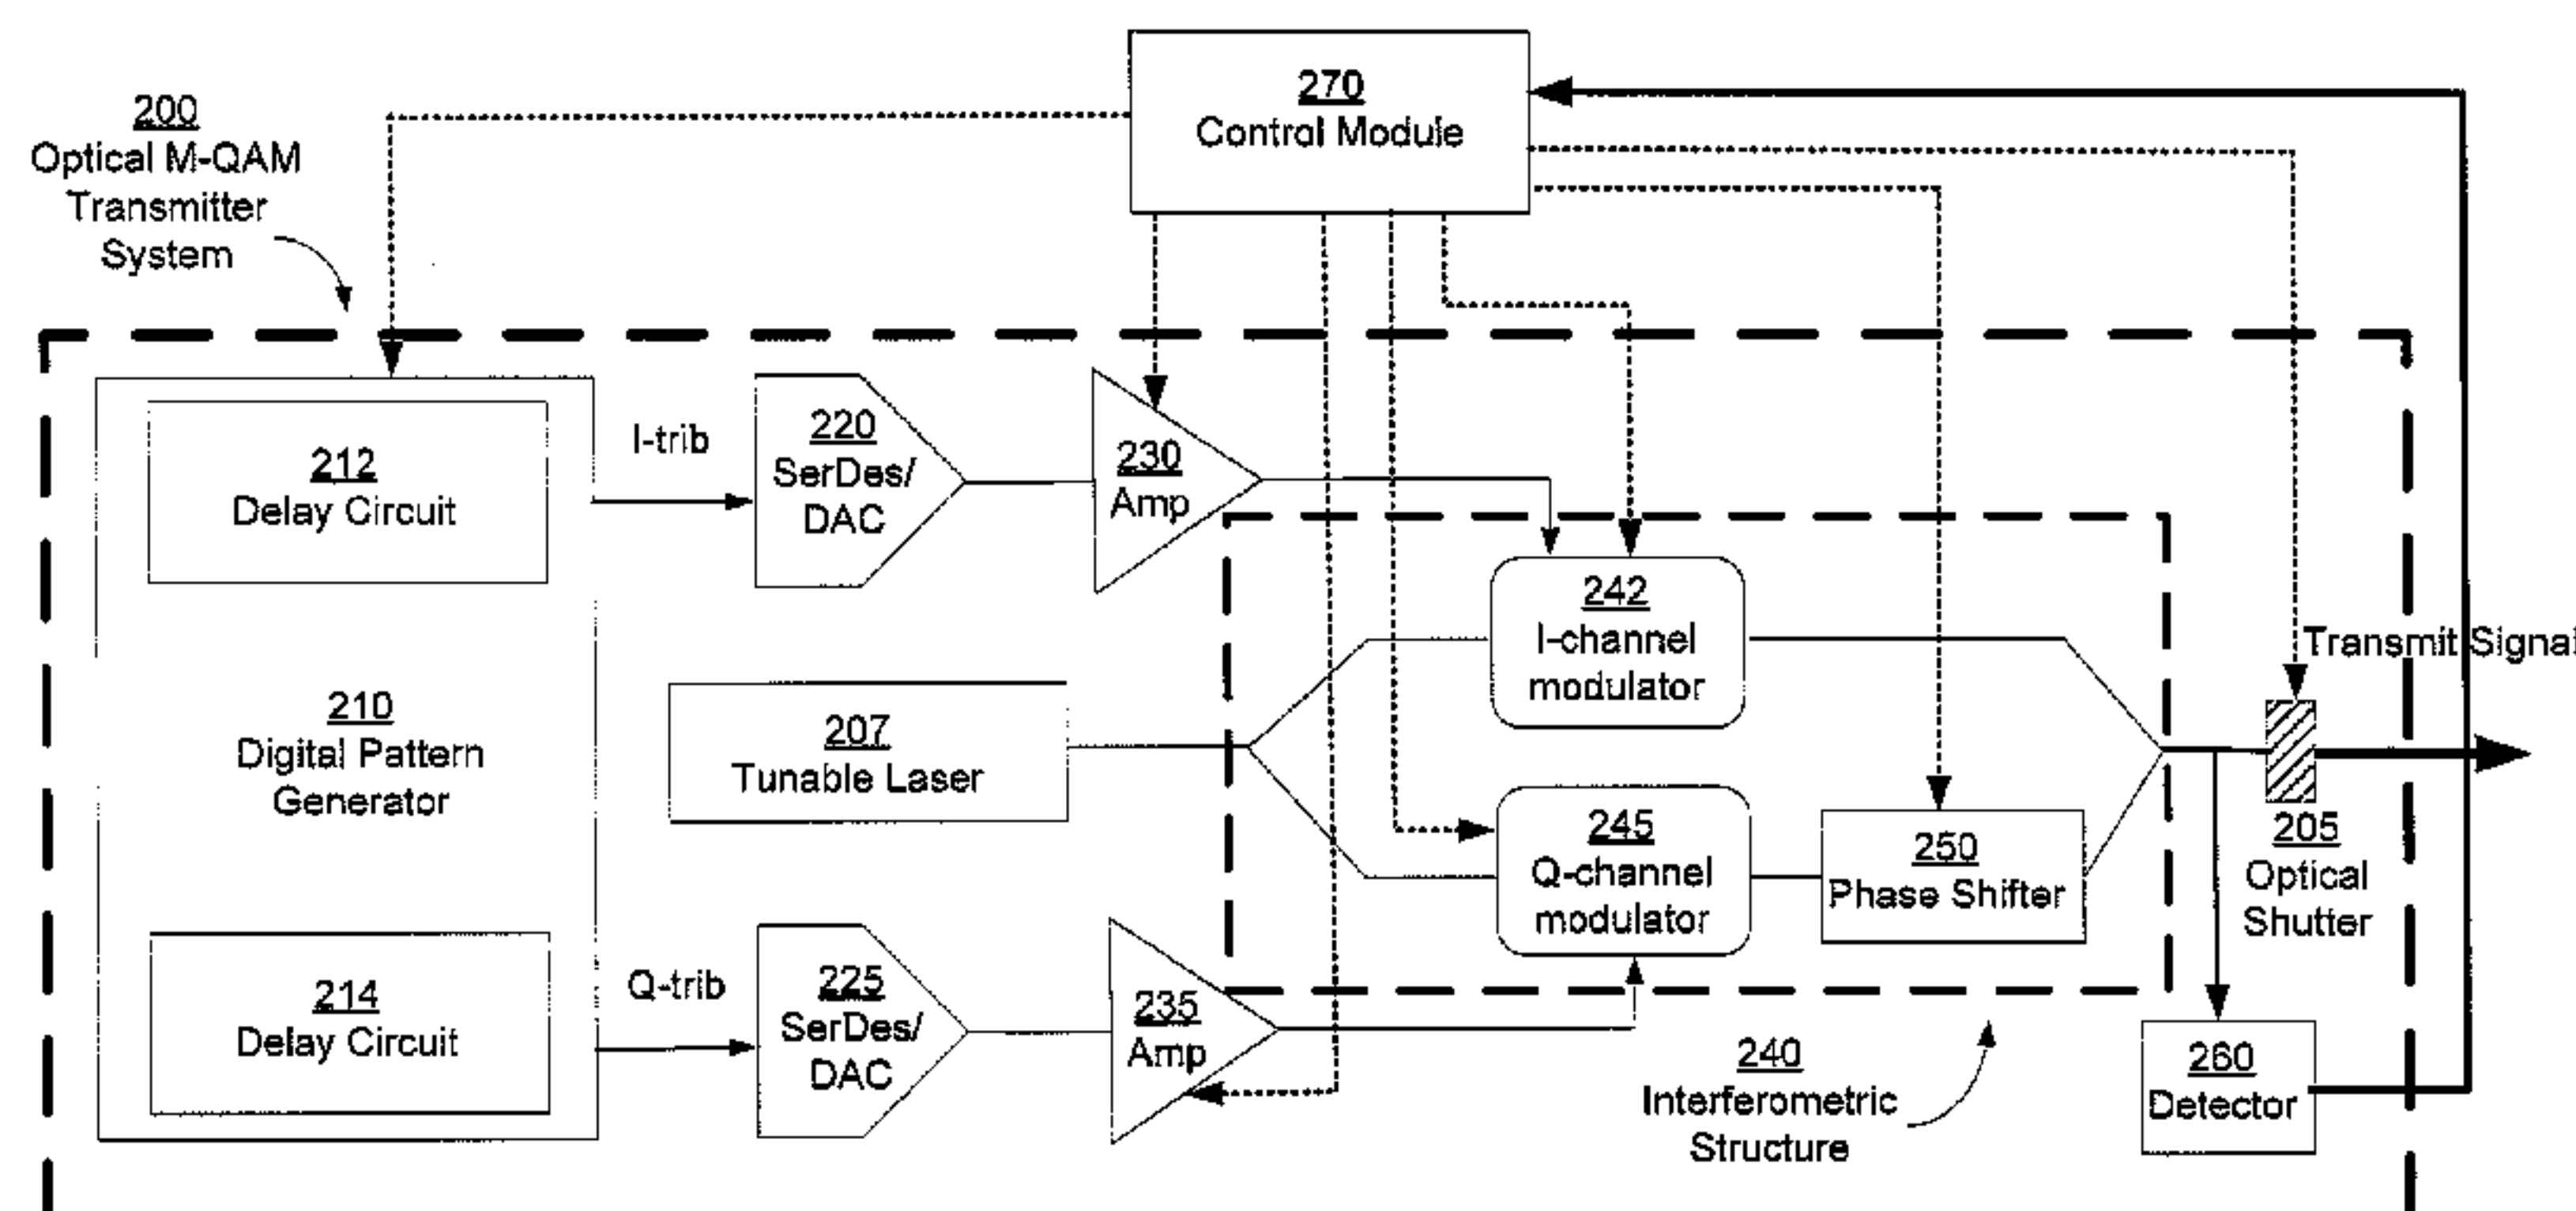 270
Control Module
200
Optical M-QAM
Transmitter
System
212
Delay Circuit
I-trib
220
SerDes/
DAC
230
Amp
242
I-channel
modulator
Transmit Signal
210
Digital Pattern
Generator
207
Tunable Laser
245
Q-channel
modulator
250
Phase Shifter
205
Optical
Shutter
214
Delay Circuit
Q-trib
225
SerDes/
DAC
235
Amp
240
Interferometric
Structure
260
Detector